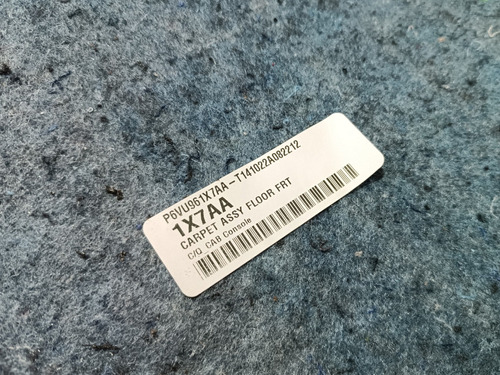 P6VU961X7AA-T141022A082212
1X7AA
CARPET ASSY FLOOR FRT
C/O CAB Console